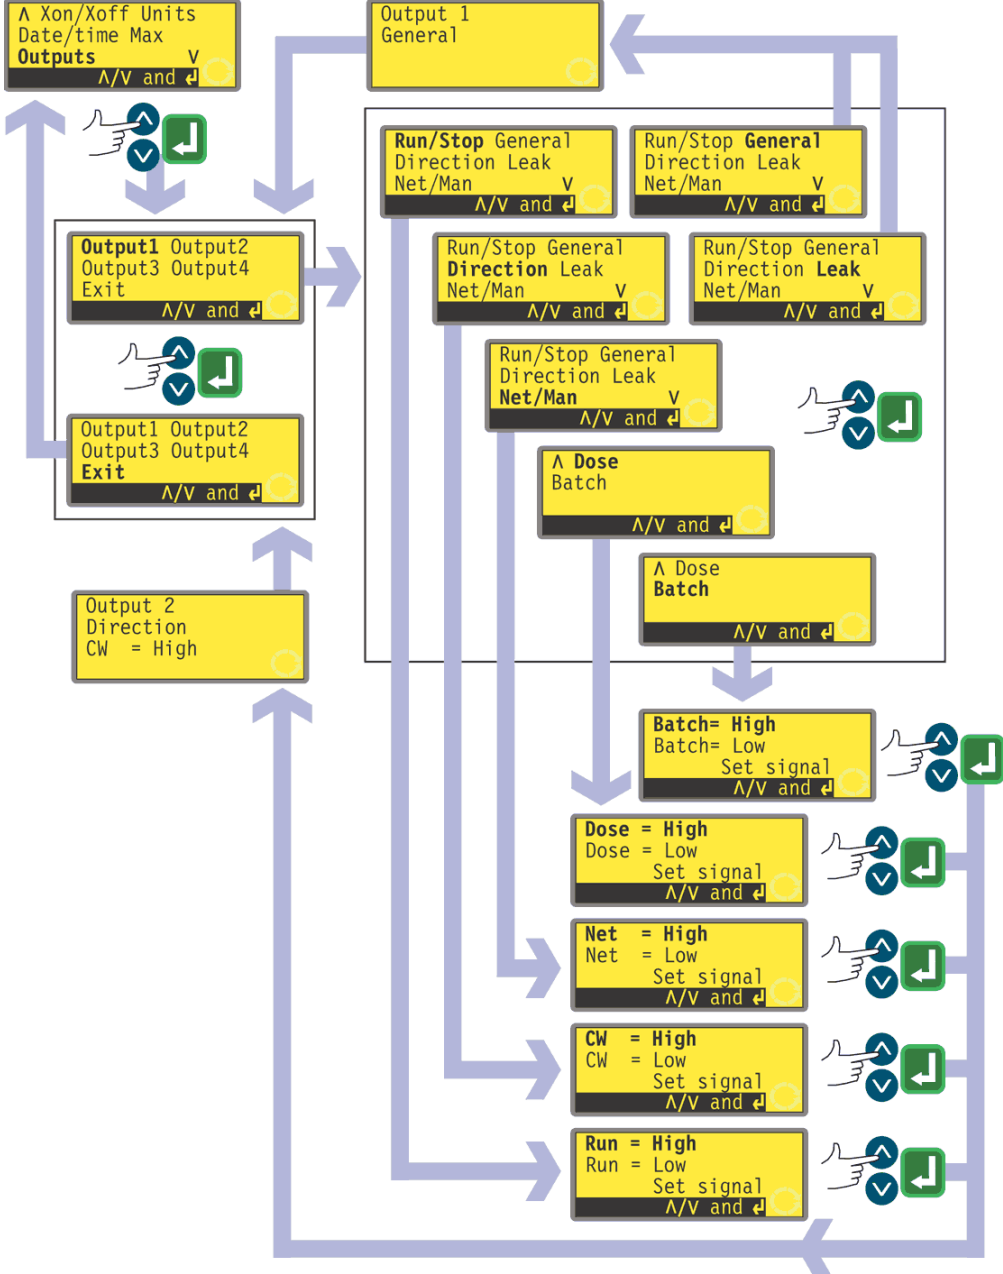 Λ Xon/Xoff Units
Date/time Max
Outputs V
Λ/V and ↲
Output 1
General
Run/Stop General
Direction Leak
Net/Man V
Λ/V and ↲
Run/Stop General
Direction Leak
Net/Man V
Λ/V and ↲
Output1 Output2
Output3 Output4
Exit
Λ/V and ↲
Run/Stop General
Direction Leak
Net/Man V
Λ/V and ↲
Run/Stop General
Direction Leak
Net/Man V
Λ/V and ↲
Run/Stop General
Direction Leak
Net/Man V
Λ/V and ↲
Output1 Output2
Output3 Output4
Exit
Λ/V and ↲
Λ Dose
Batch
Λ/V and ↲
Λ Dose
Batch
Λ/V and ↲
Output 2
Direction
CW = High
Batch= High
Batch= Low
Set signal
Λ/V and ↲
Dose = High
Dose = Low
Set signal
Λ/V and ↲
Net = High
Net = Low
Set signal
Λ/V and ↲
CW = High
CW = Low
Set signal
Λ/V and ↲
Run = High
Run = Low
Set signal
Λ/V and ↲